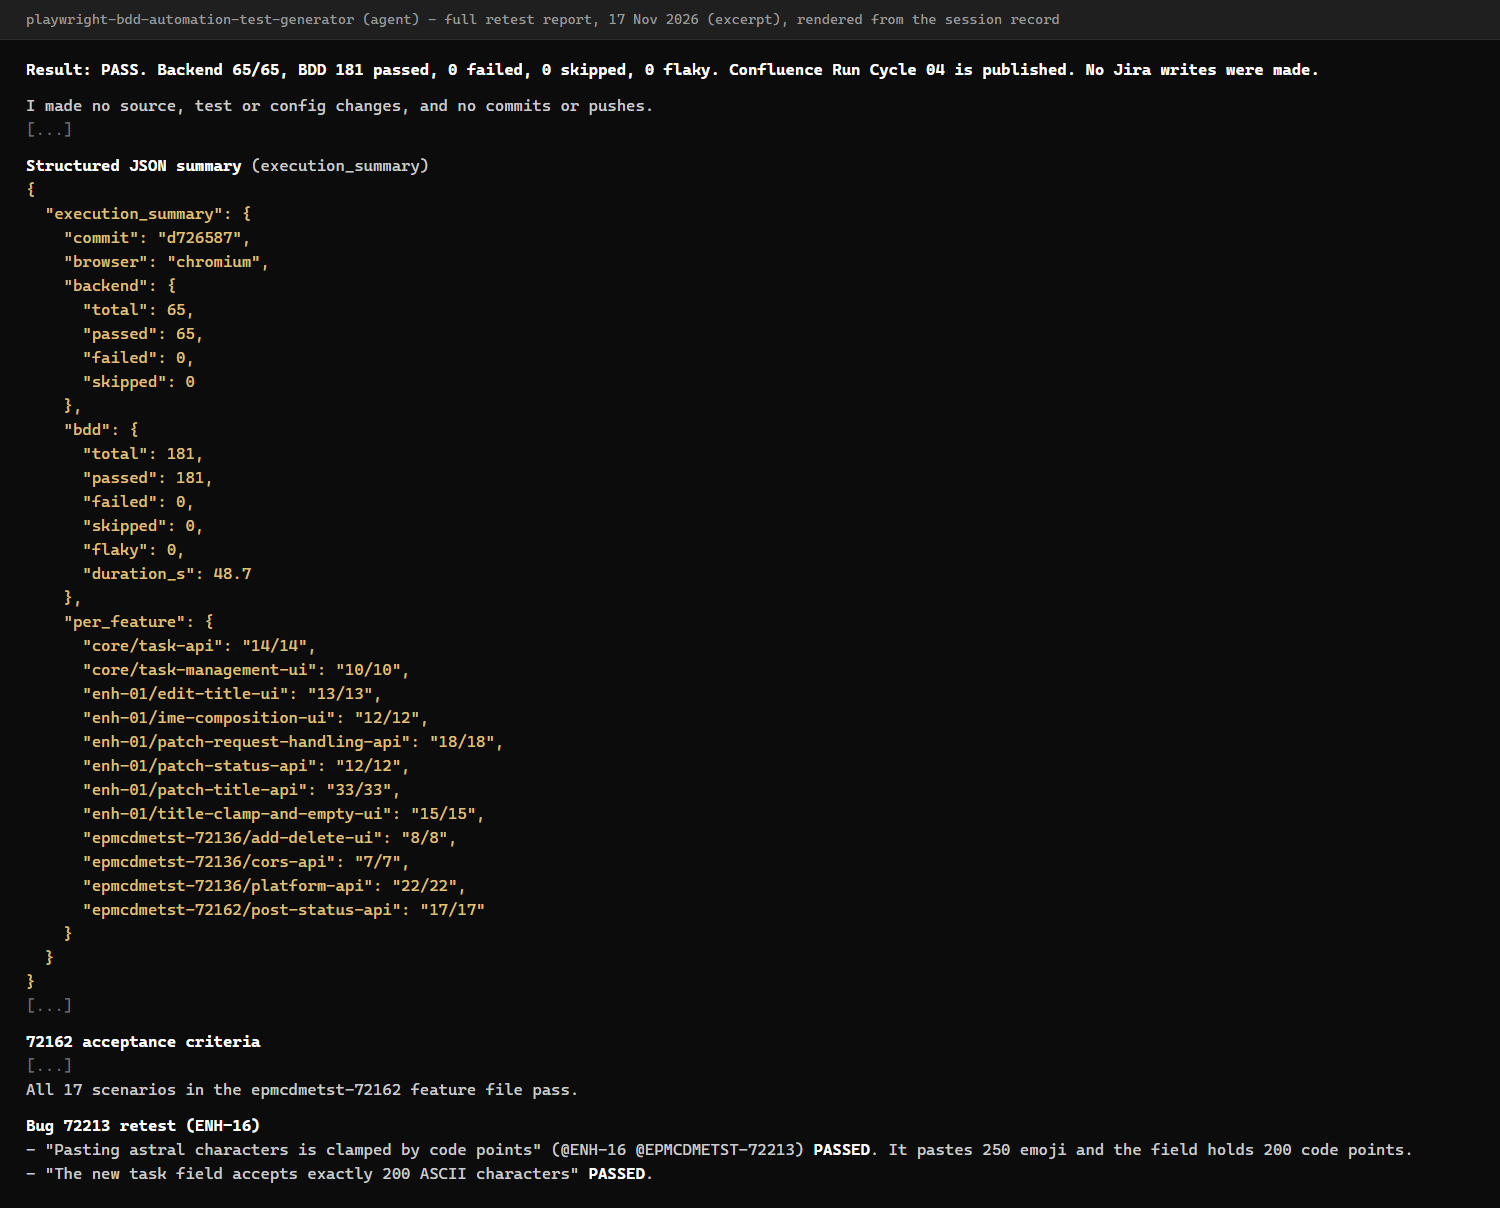 playwright-bdd-automation-test-generator (agent) - full retest report, 17 Nov 2026 (excerpt), rendered from the session record
Result: PASS. Backend 65/65, BDD 181 passed, 0 failed, 0 skipped, 0 flaky. Confluence Run Cycle 04 is published. No Jira writes were made.
I made no source, test or config changes, and no commits or pushes.
[...]
Structured JSON summary (execution_summary)
{
  "execution_summary": {
    "commit": "d726587",
    "browser": "chromium",
    "backend": {
      "total": 65,
      "passed": 65,
      "failed": 0,
      "skipped": 0
    },
    "bdd": {
      "total": 181,
      "passed": 181,
      "failed": 0,
      "skipped": 0,
      "flaky": 0,
      "duration_s": 48.7
    },
    "per_feature": {
      "core/task-api": "14/14",
      "core/task-management-ui": "10/10",
      "enh-01/edit-title-ui": "13/13",
      "enh-01/ime-composition-ui": "12/12",
      "enh-01/patch-request-handling-api": "18/18",
      "enh-01/patch-status-api": "12/12",
      "enh-01/patch-title-api": "33/33",
      "enh-01/title-clamp-and-empty-ui": "15/15",
      "epmcdmetst-72136/add-delete-ui": "8/8",
      "epmcdmetst-72136/cors-api": "7/7",
      "epmcdmetst-72136/platform-api": "22/22",
      "epmcdmetst-72162/post-status-api": "17/17"
    }
  }
}
[...]
72162 acceptance criteria
[...]
All 17 scenarios in the epmcdmetst-72162 feature file pass.
Bug 72213 retest (ENH-16)
- "Pasting astral characters is clamped by code points" (@ENH-16 @EPMCDMETST-72213) PASSED. It pastes 250 emoji and the field holds 200 code points.
- "The new task field accepts exactly 200 ASCII characters" PASSED.